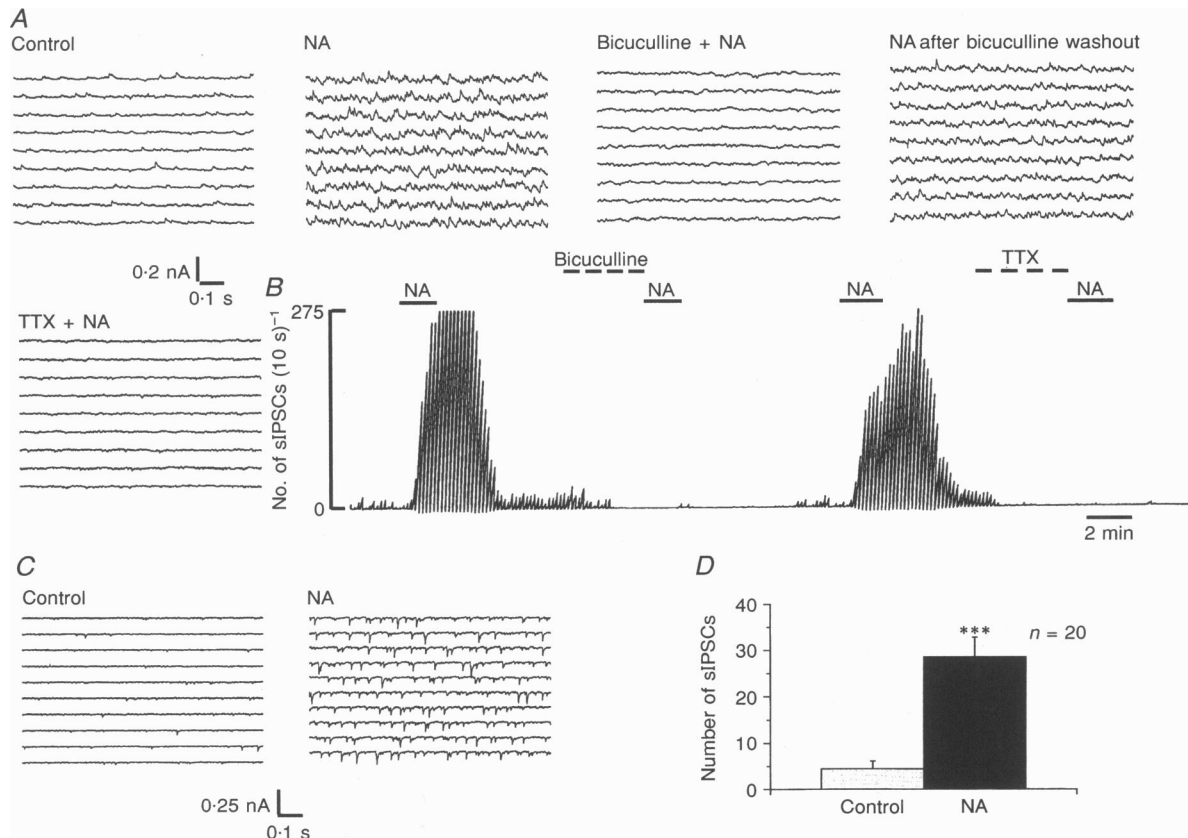 A
Control
NA
Bicuculline + NA
NA after bicuculline washout
0·2 nA
0·1 s
TTX + NA
B
No. of sIPSCs (10 s)⁻¹
275
0
NA
Bicuculline
NA
NA
TTX
NA
2 min
C
Control
NA
0·25 nA
0·1 s
D
Number of sIPSCs
40
30
20
10
5
0
***
n = 20
Control
NA